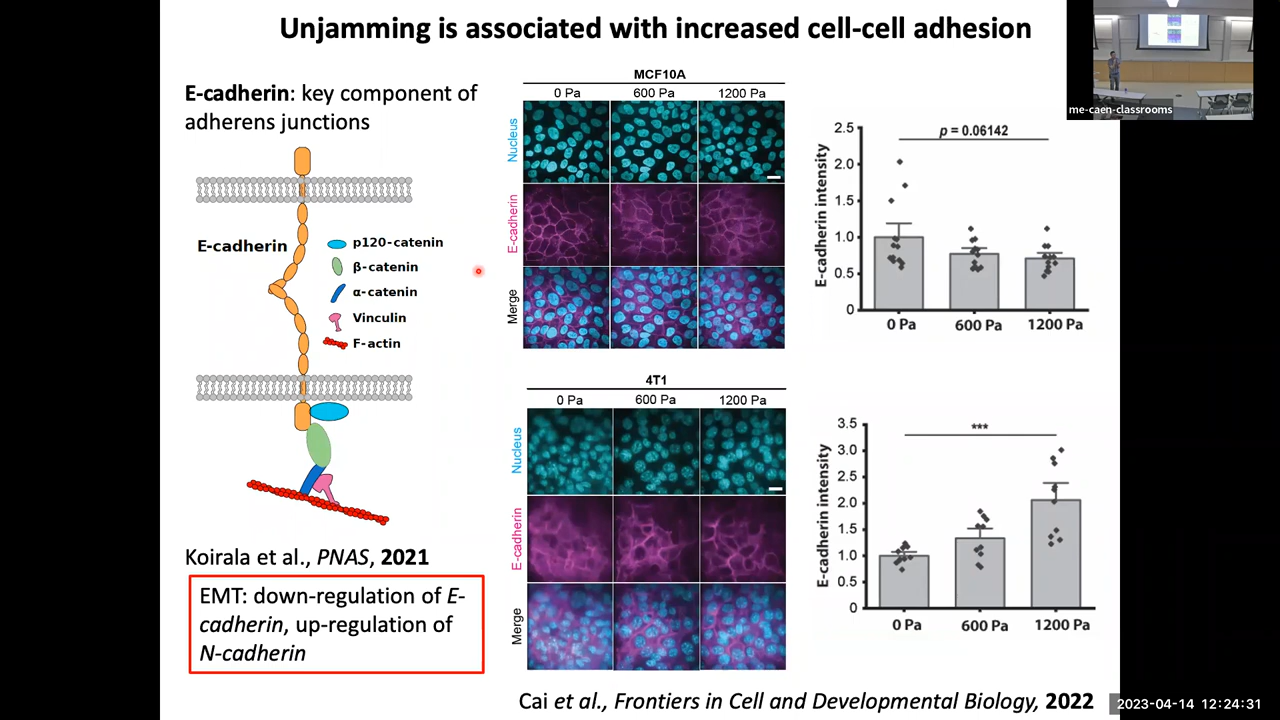 Unjamming is associated with increased cell-cell adhesion
me-caen-classrooms
E-cadherin: key component of
adherens junctions
E-cadherin
p120-catenin
β-catenin
α-catenin
Vinculin
F-actin
Koirala et al., PNAS, 2021
EMT: down-regulation of E-
cadherin, up-regulation of
N-cadherin
MCF10A
0 Pa 600 Pa 1200 Pa
Nucleus
E-cadherin
Merge
E-cadherin intensity
p = 0.06142
2.5
2.0
1.5
1.0
0.5
0
0 Pa 600 Pa 1200 Pa
4T1
0 Pa 600 Pa 1200 Pa
Nucleus
E-cadherin
Merge
E-cadherin intensity
***
3.5
3.0
2.5
2.0
1.5
1.0
0.5
0
0 Pa 600 Pa 1200 Pa
Cai et al., Frontiers in Cell and Developmental Biology, 2022
2023-04-14 12:24:31